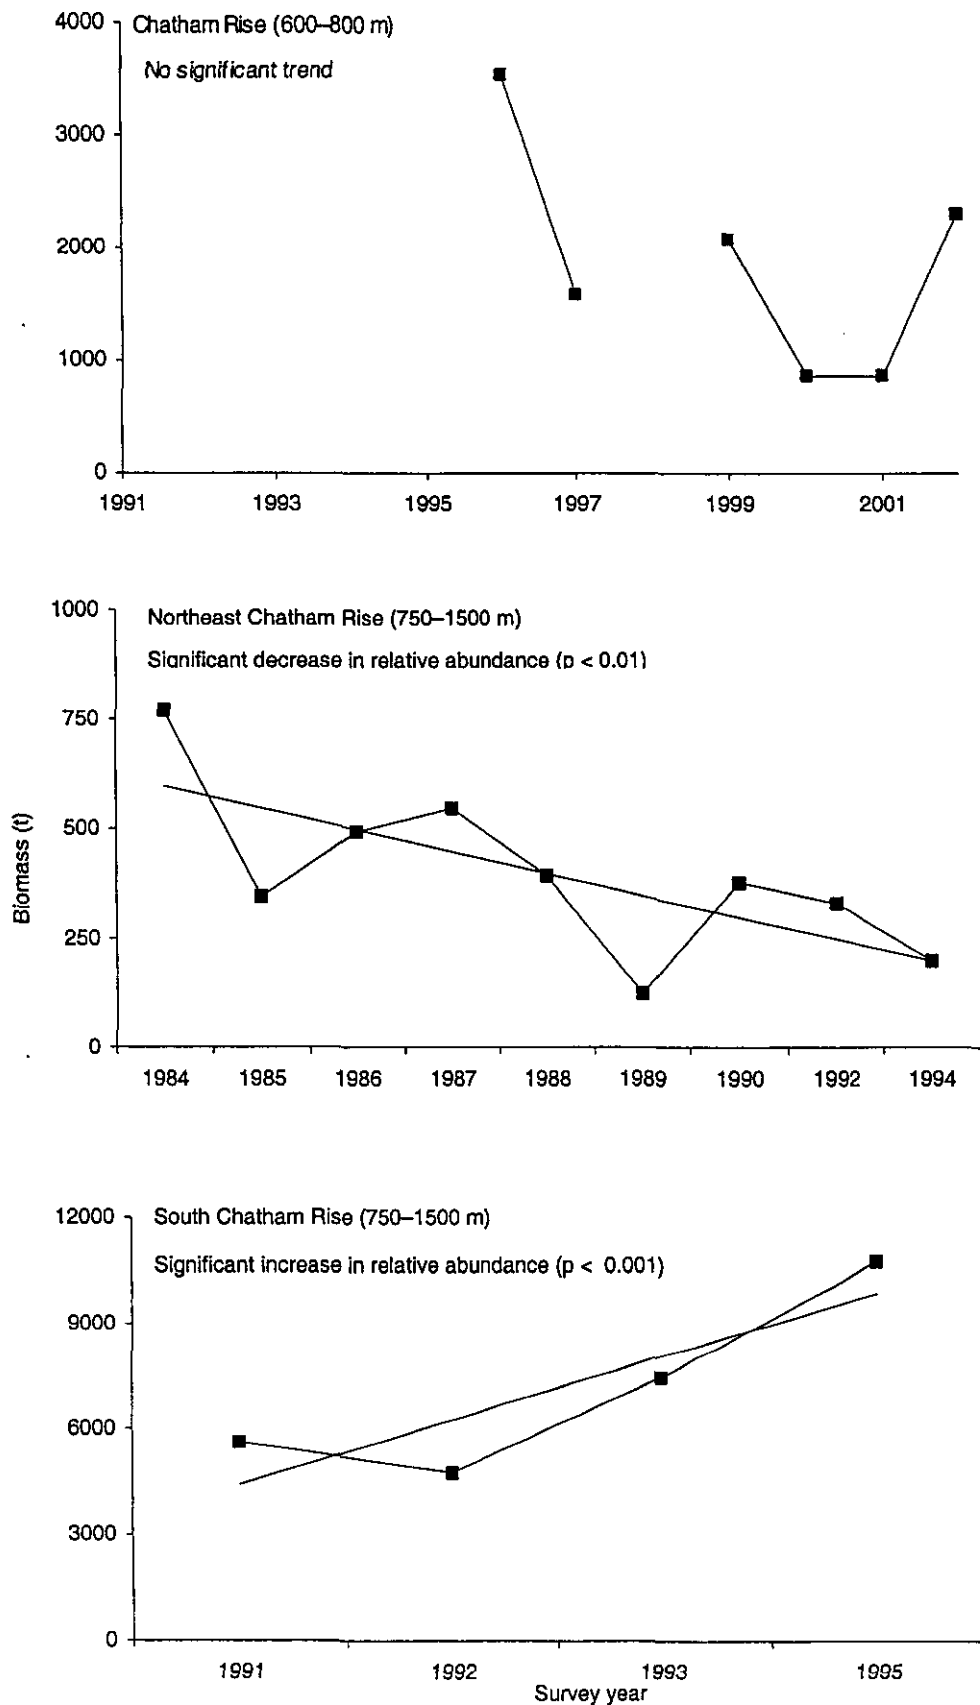 4000
Chatham Rise (600–800 m)
No significant trend
3000
2000
1000
0
1991 1993 1995 1997 1999 2001
1000
Northeast Chatham Rise (750–1500 m)
Significant decrease in relative abundance (p < 0.01)
750
500
250
0
Biomass (t)
1984 1985 1986 1987 1988 1989 1990 1992 1994
12000
South Chatham Rise (750–1500 m)
Significant increase in relative abundance (p < 0.001)
9000
6000
3000
0
1991 1992 1993 1995
Survey year